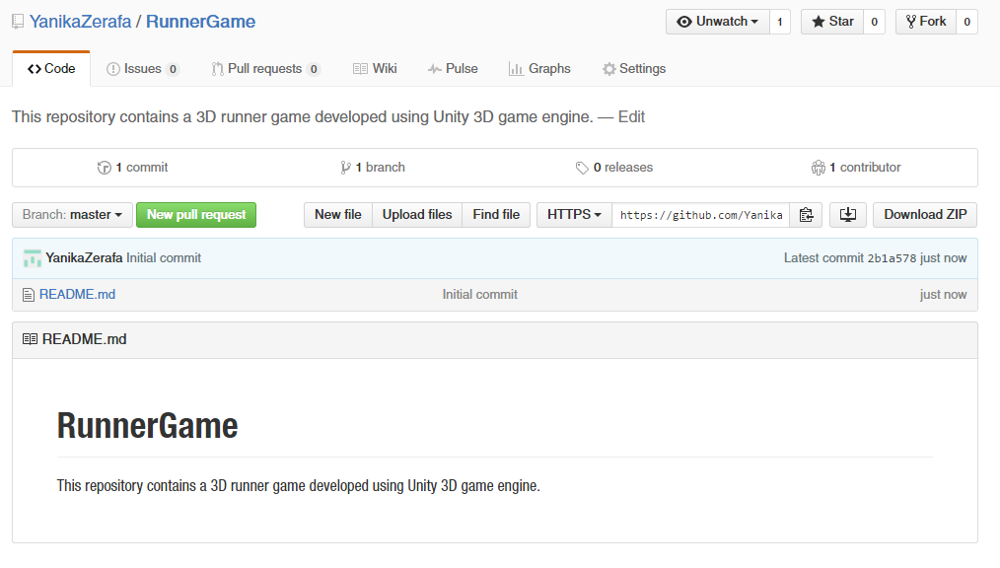 YanikaZerafa / RunnerGame Unwatch 1 Star 0 Fork 0
Code Issues 0 Pull requests 0 Wiki Pulse Graphs Settings
This repository contains a 3D runner game developed using Unity 3D game engine. — Edit
1 commit 1 branch 0 releases 1 contributor
Branch: master New pull request New file Upload files Find file HTTPS https://github.com/Yanika Download ZIP
YanikaZerafa Initial commit Latest commit 2b1a578 just now
README.md Initial commit just now
README.md
RunnerGame
This repository contains a 3D runner game developed using Unity 3D game engine.